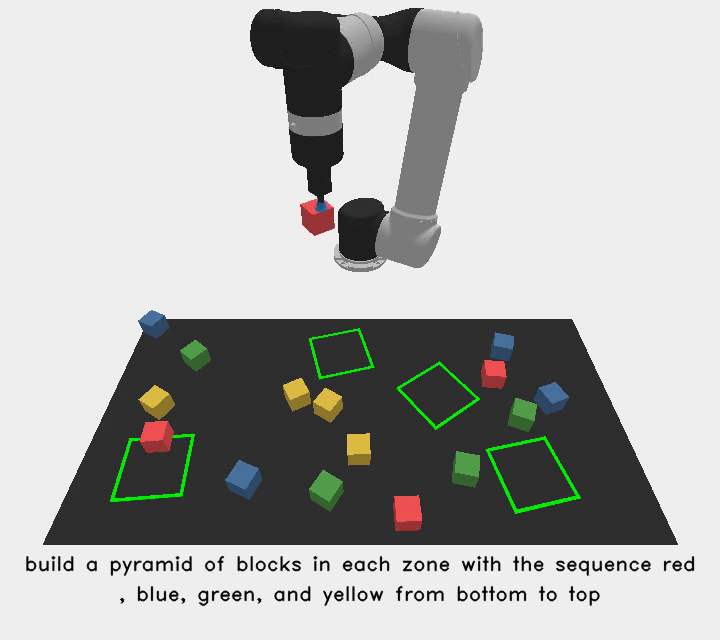 build a pyramid of blocks in each zone with the sequence red
, blue, green, and yellow from bottom to top